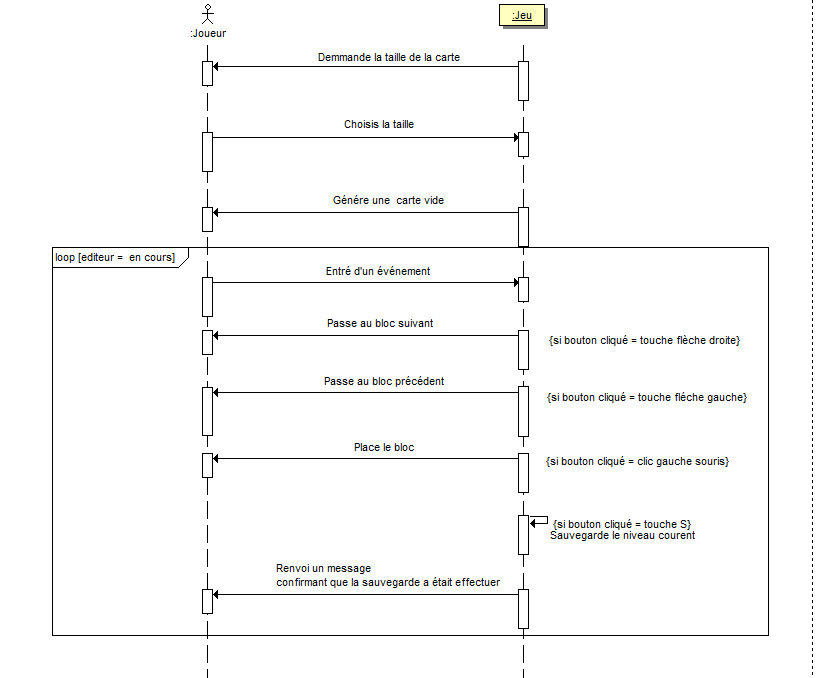 :Joueur
:Jeu
Demmande la taille de la carte
Choisis la taille
Génére une carte vide
loop [editeur = en cours]
Entré d'un événement
Passe au bloc suivant
{si bouton cliqué = touche flèche droite}
Passe au bloc précédent
{si bouton cliqué = touche fléche gauche}
Place le bloc
{si bouton cliqué = clic gauche souris}
{si bouton cliqué = touche S}
Sauvegarde le niveau courent
Renvoi un message
confirmant que la sauvegarde a était effectuer